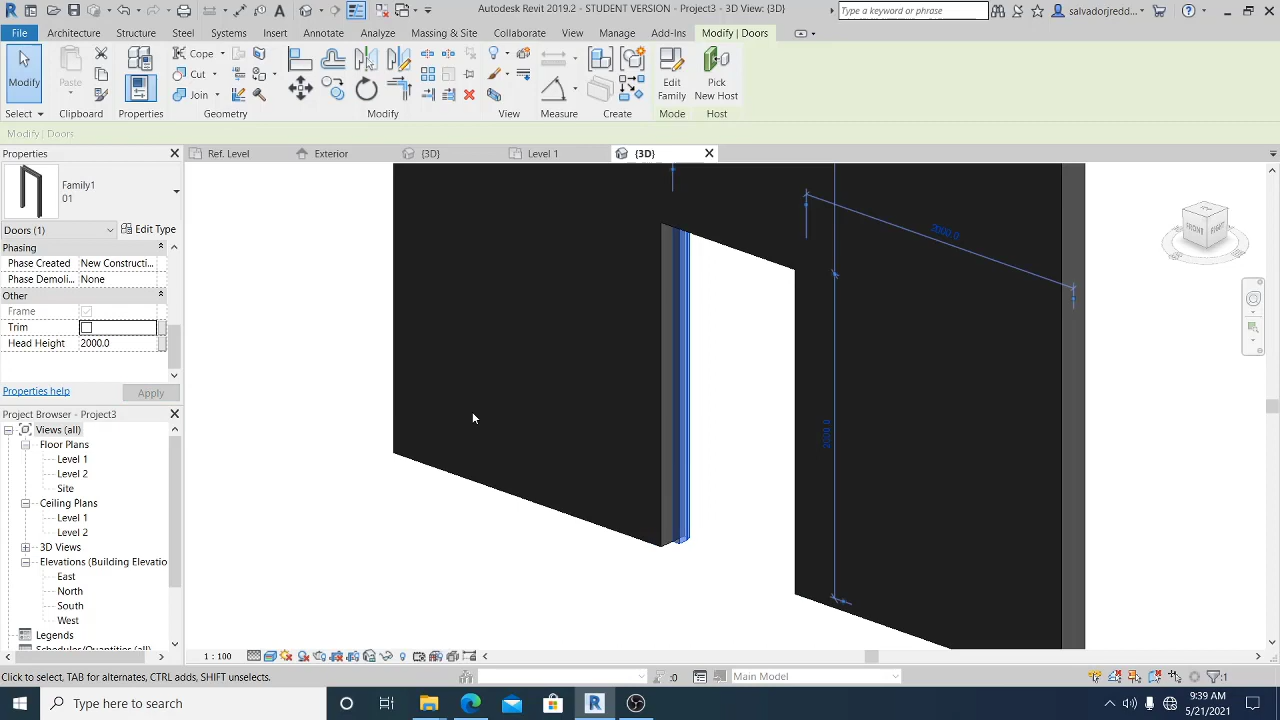 Autodesk Revit 2019.2 - STUDENT VERSION - Project3 - 3D View: {3D}
Type a keyword or phrase
salvadorjredd...
File
Architecture
Steel
Systems
Insert
Annotate
Analyze
Massing & Site
Collaborate
View
Manage
Add-Ins
Modify | Doors
Modify
Paste
Cope
Cut
Join
Edit
Family
Pick
New Host
Select
Clipboard
Properties
Geometry
Modify
View
Measure
Create
Mode
Host
Modify | Doors
Properties
Ref. Level
Exterior
{3D}
Level 1
{3D}
Family1
01
Doors (1)
Edit Type
Phasing
Phase Created
New Constructi...
Phase Demoli...
None
Other
Frame
Trim
Head Height
2000.0
Properties help
Apply
Project Browser - Project3
Views (all)
Floor Plans
Level 1
Level 2
Site
Ceiling Plans
Level 1
Level 2
3D Views
Elevations (Building Elevatio
East
North
South
West
Legends
2000.0
2000.0
FRONT
RIGHT
1 : 100
Click to select, TAB for alternates, CTRL adds, SHIFT unselects.
:0
Main Model
:1
Type here to search
9:39 AM
5/21/2021